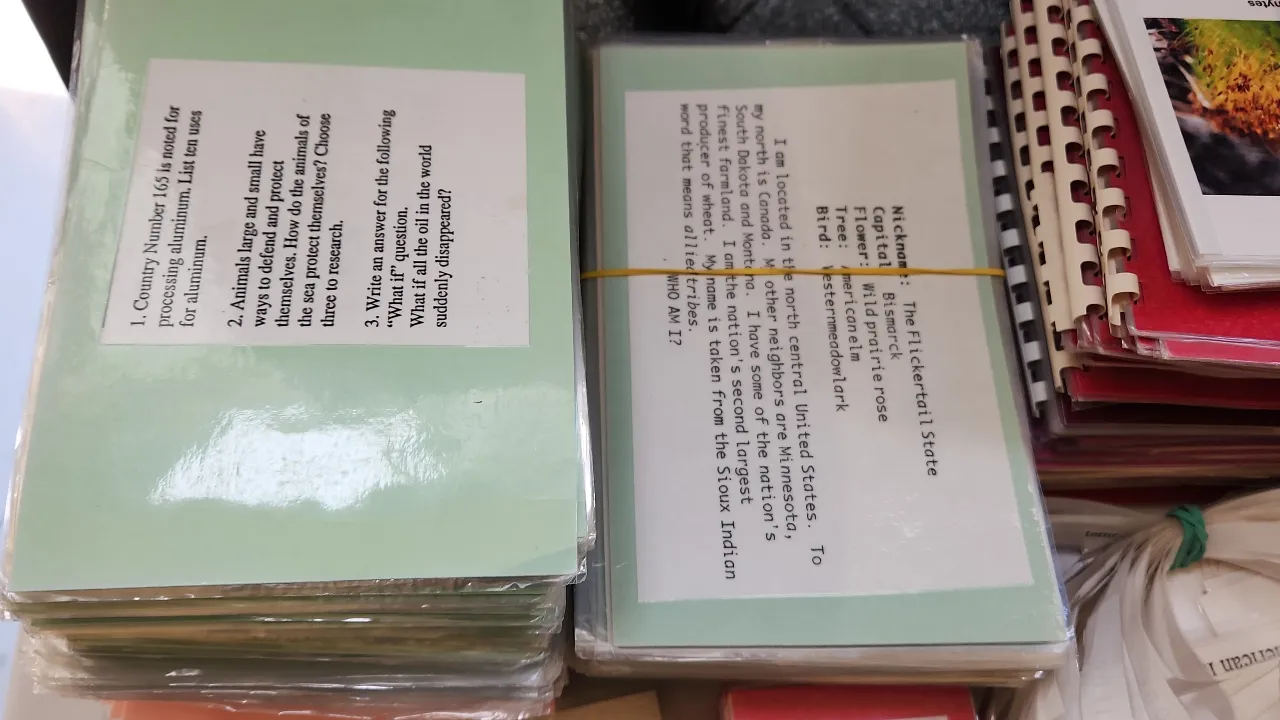 1. Country Number 165 is noted for
processing aluminum. List ten uses
for aluminum.
2. Animals large and small have
ways to defend and protect
themselves. How do the animals of
the sea protect themselves? Choose
three to research.
3. Write an answer for the following
“What if” question.
What if all the oil in the world
suddenly disappeared?
Nickname: The Flickertail State
Capital Bismarck
Flower: Wild prairie rose
Tree: American elm
Bird: Western meadowlark
I am located in the north central United States. To
my north is Canada. My other neighbors are Minnesota,
South Dakota and Montana. I have some of the nation's
finest farmland. I am the nation's second largest
producer of wheat. My name is taken from the Sioux Indian
word that means allied tribes.
WHO AM I?